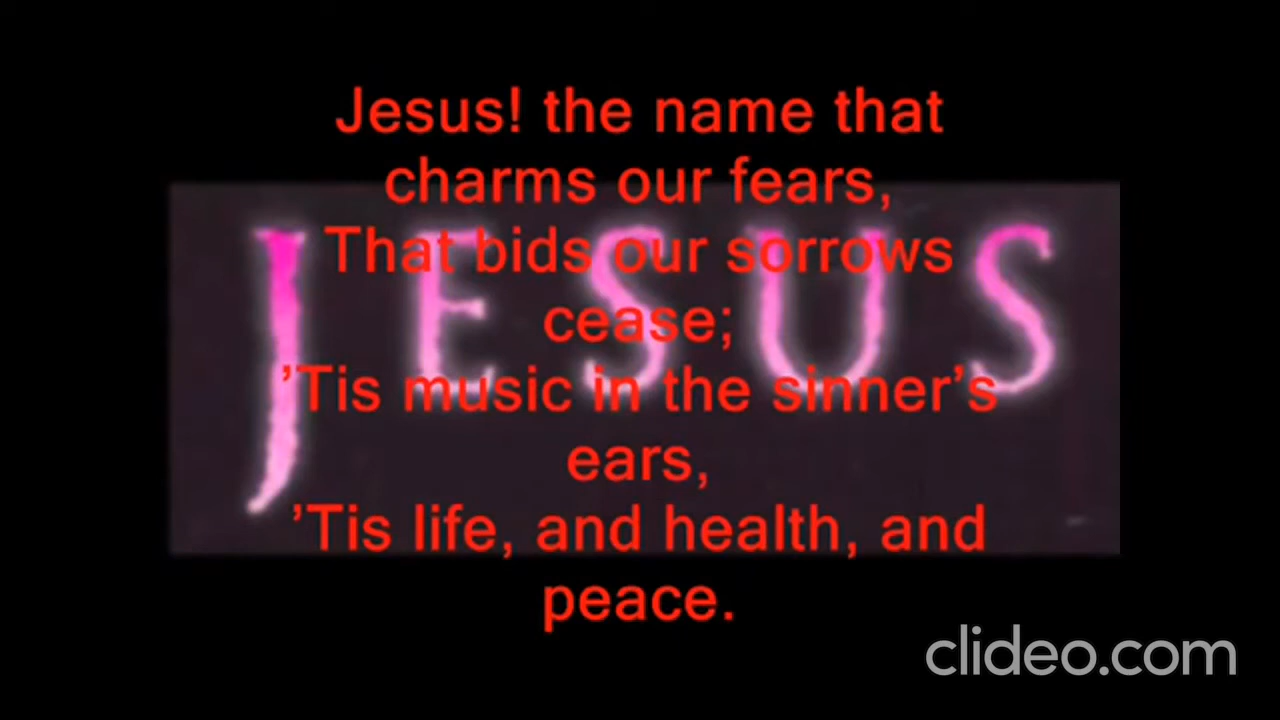 Jesus! the name that
charms our fears,
JESUS
That bids our sorrows
cease;
’Tis music in the sinner’s
ears,
’Tis life, and health, and
peace.
clideo.com